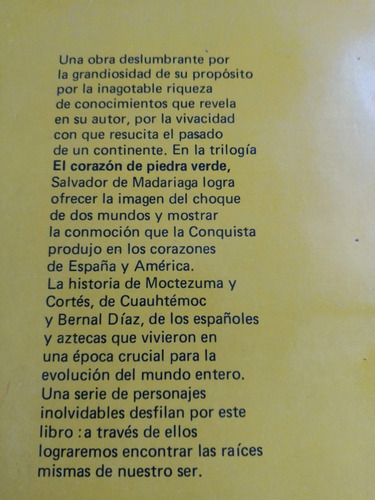 Una obra deslumbrante por
la grandiosidad de su propósito
por la inagotable riqueza
de conocimientos que revela
en su autor, por la vivacidad
con que resucita el pasado
de un continente. En la trilogía
El corazón de piedra verde,
Salvador de Madariaga logra
ofrecer la imagen del choque
de dos mundos y mostrar
la conmoción que la Conquista
produjo en los corazones
de España y América.
La historia de Moctezuma y
Cortés, de Cuauhtémoc
y Bernal Díaz, de los españoles
y aztecas que vivieron en
una época crucial para la
evolución del mundo entero.
Una serie de personajes
inolvidables desfilan por este
libro : a través de ellos
lograremos encontrar las raíces
mismas de nuestro ser.